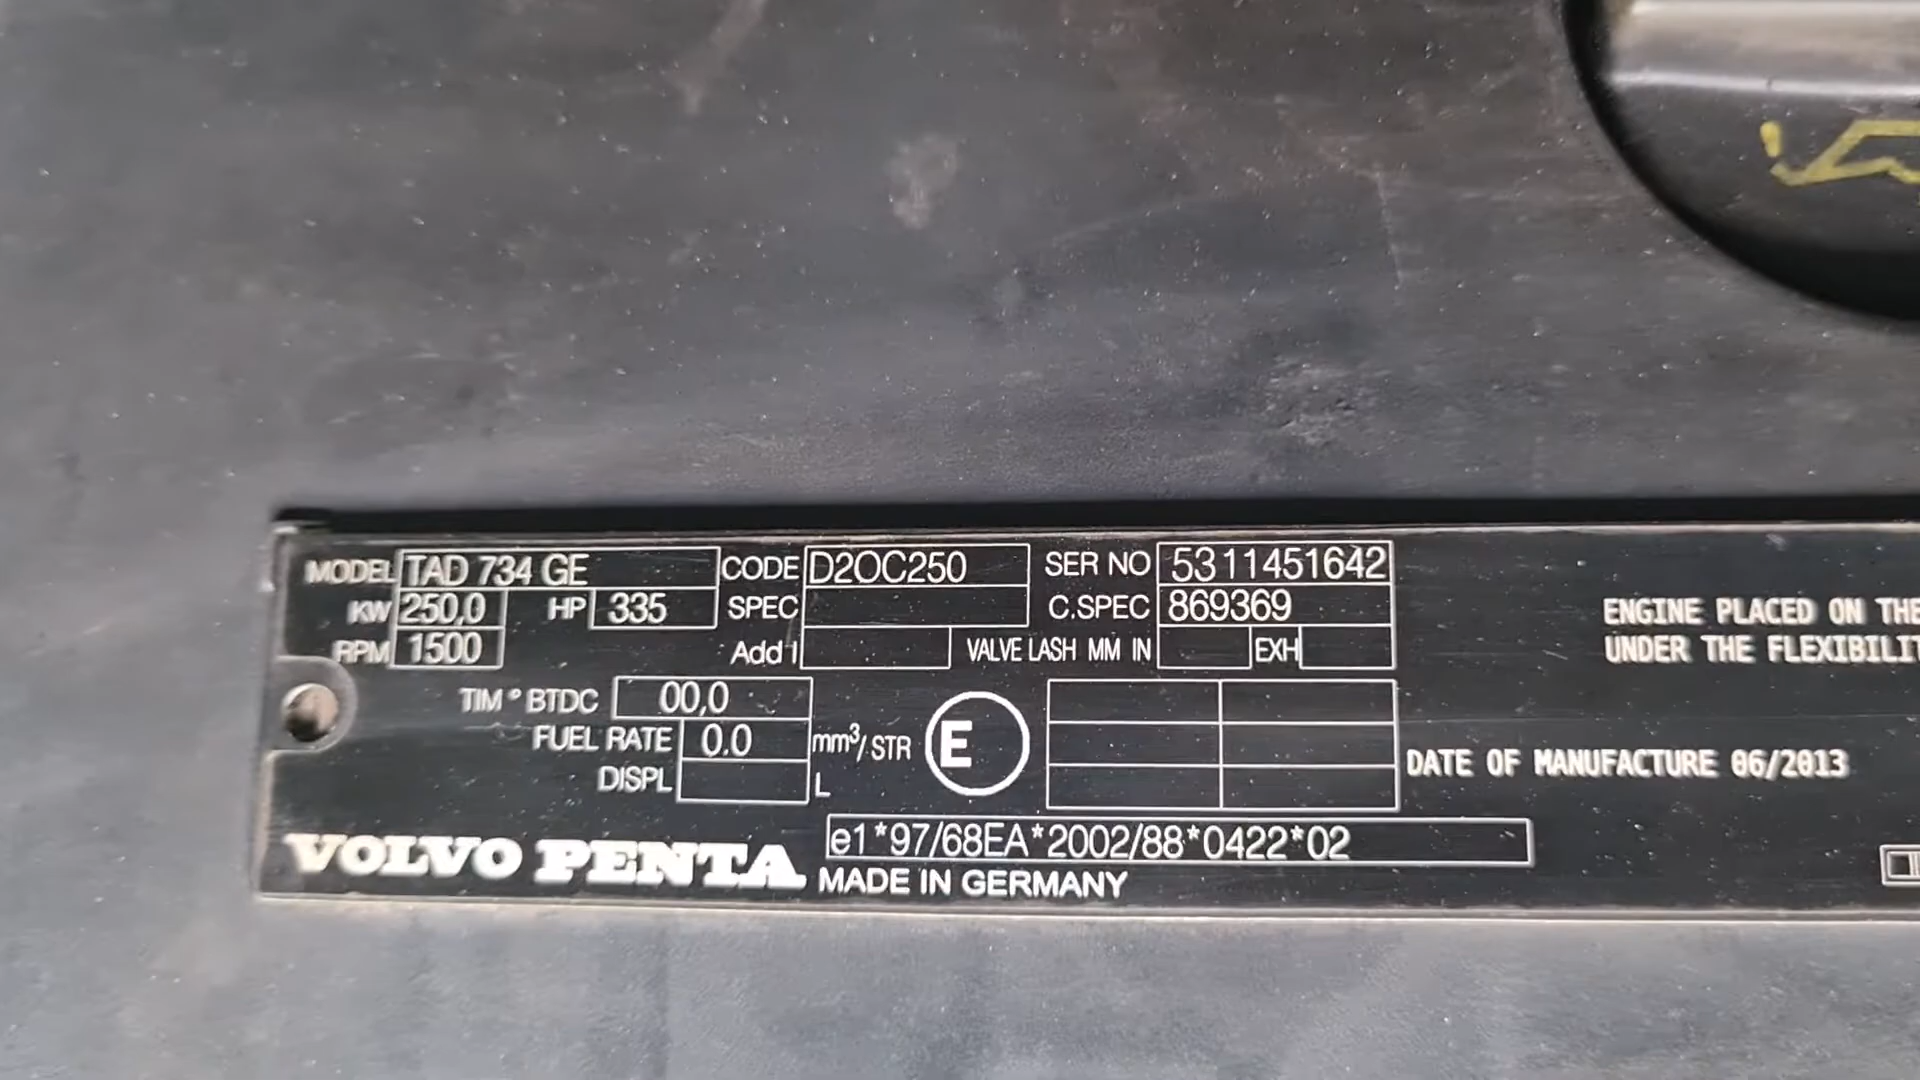 MODEL TAD 734 GE CODE D2OC250 SER NO 5311451642
KW 250,0 HP 335 SPEC C.SPEC 869369
RPM 1500 Add I VALVE LASH MM IN EXH
TIM ° BTDC 00,0
FUEL RATE 0.0 mm³/STR
DISPL L
E
ENGINE PLACED ON THE
UNDER THE
DATE OF MANUFACTURE 06/2013
e1*97/68EA*2002/88*0422*02
VOLVO PENTA
MADE IN GERMANY